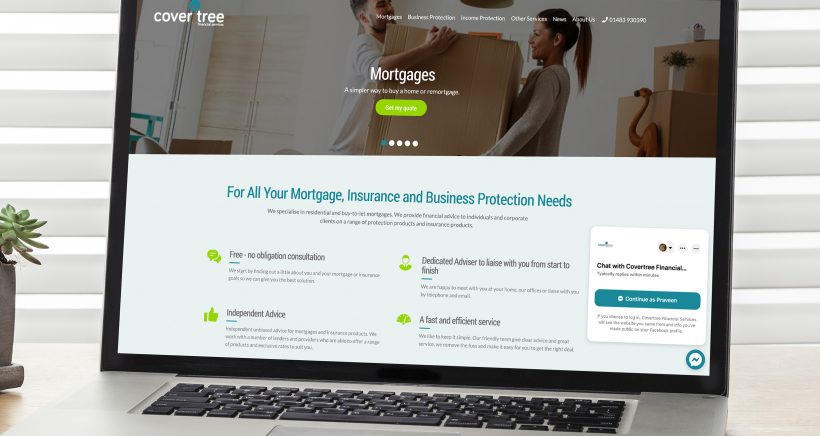 cover tree
financial services
Mortgages Business Protection Income Protection Other Services News About Us 01483 930390
Mortgages
A simpler way to buy a home or remortgage.
Get my quote
For All Your Mortgage, Insurance and Business Protection Needs
We specialise in residential and buy-to-let mortgages. We provide financial advice to individuals and corporate
clients on a range of protection products and insurance products.
Free - no obligation consultation
We start by finding out a little about you and your mortgage or insurance
goals so we can give you the best solution.
Dedicated Adviser to liaise with you from start to
finish
We are happy to meet with you at your home, our offices or liaise with you
by telephone and email.
Independent Advice
Independent unbiased advice for mortgages and insurance products. We
work with a number of lenders and providers who are able to offer a range
of products and exclusive rates to suit you.
A fast and efficient service
We like to keep it simple. Our friendly team give clear advice and great
service, we remove the fuss and make it easy for you to get the right deal.
Chat with Covertree Financial...
Typically replies within minutes
Continue as Praveen
If you choose to log in, Covertree Financial Services
will see the website you came from and info you've
made public on your Facebook profile.